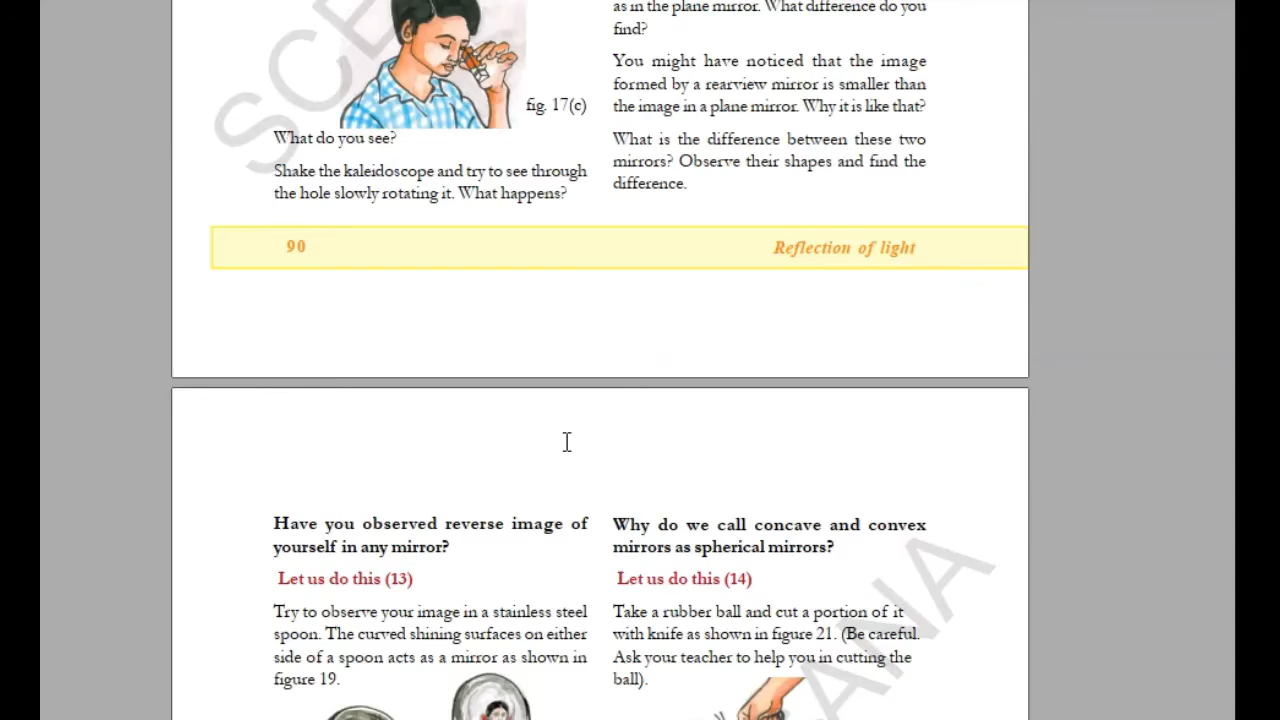 fig. 17(c)
What do you see?
Shake the kaleidoscope and try to see through
the hole slowly rotating it. What happens?
as in the plane mirror. What difference do you
find?
You might have noticed that the image
formed by a rearview mirror is smaller than
the image in a plane mirror. Why it is like that?
What is the difference between these two
mirrors? Observe their shapes and find the
difference.
90
Reflection of light
Have you observed reverse image of
yourself in any mirror?
Let us do this (13)
Try to observe your image in a stainless steel
spoon. The curved shining surfaces on either
side of a spoon acts as a mirror as shown in
figure 19.
Why do we call concave and convex
mirrors as spherical mirrors?
Let us do this (14)
Take a rubber ball and cut a portion of it
with knife as shown in figure 21. (Be careful.
Ask your teacher to help you in cutting the
ball).